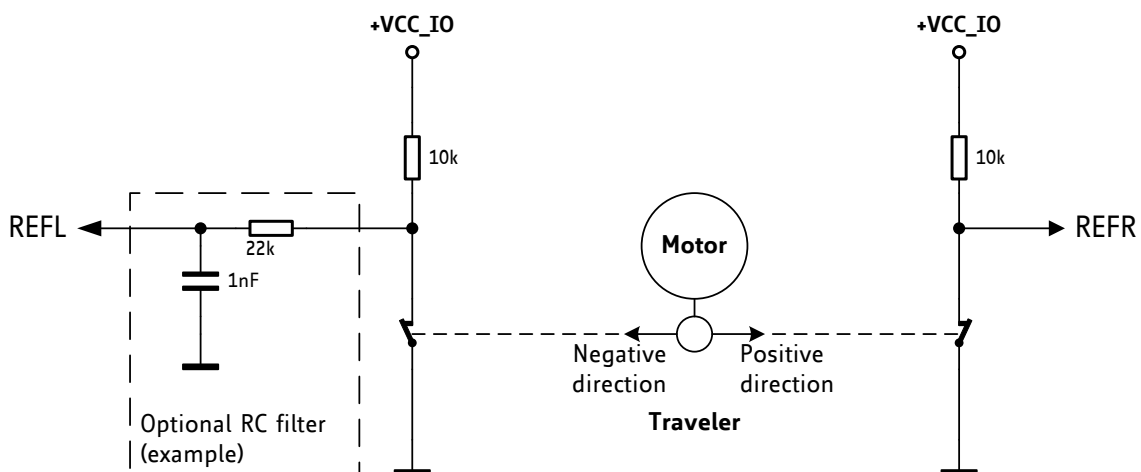 +VCC_IO
+VCC_IO
10k
10k
REFL
22k
1nF
Motor
REFR
Negative
direction
Positive
direction
Traveler
Optional RC filter
(example)